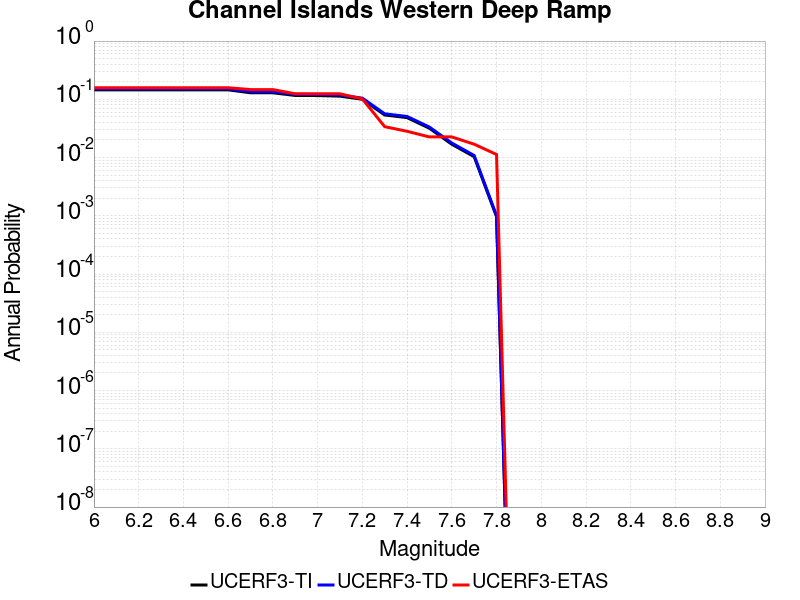 Channel Islands Western Deep Ramp
10^0
10^-1
10^-2
10^-3
10^-4
10^-5
10^-6
10^-7
10^-8
Annual Probability
6 6.2 6.4 6.6 6.8 7 7.2 7.4 7.6 7.8 8 8.2 8.4 8.6 8.8 9
Magnitude
UCERF3-TI UCERF3-TD UCERF3-ETAS